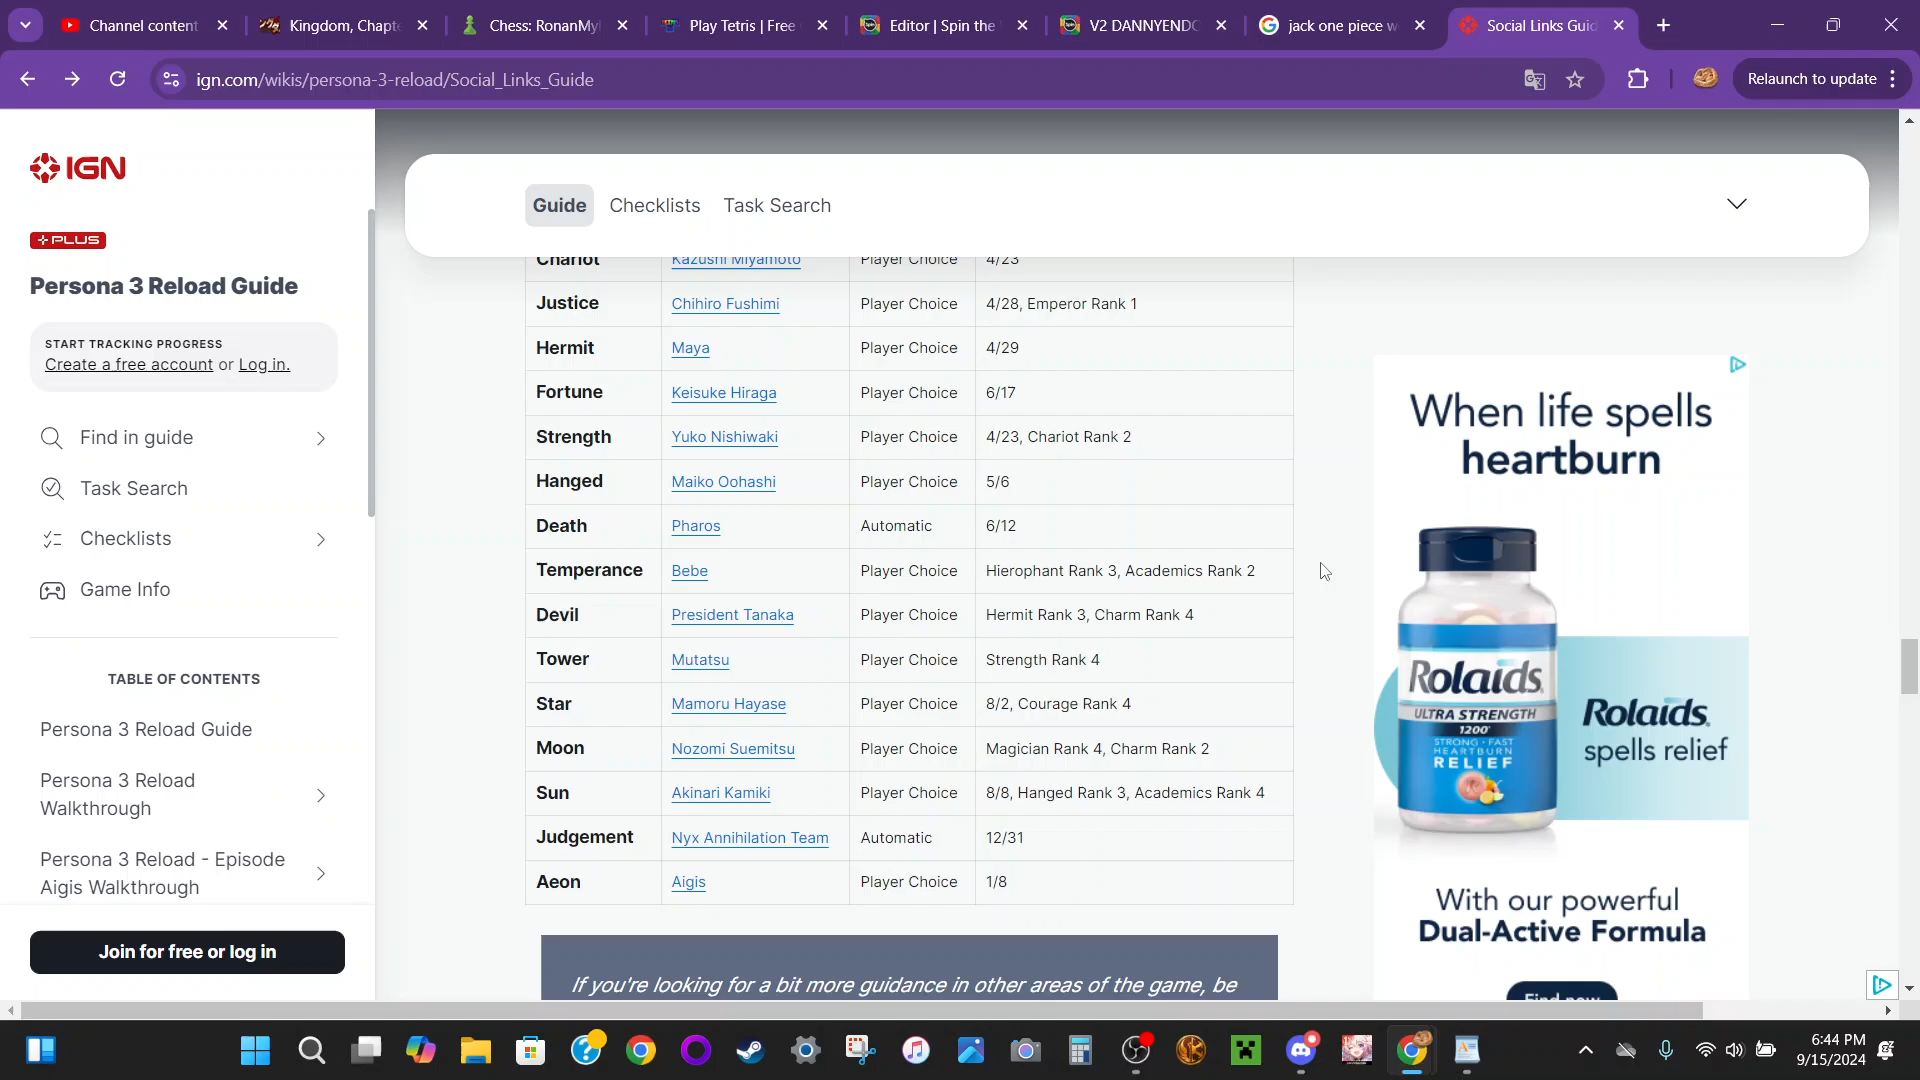 Channel content
Kingdom, Chapte
Chess: RonanMy
Play Tetris | Free
Editor | Spin the
V2 DANNYENDO
jack one piece w
Social Links Guid
ign.com/wikis/persona-3-reload/Social_Links_Guide
Relaunch to update
IGN
PLUS
Persona 3 Reload Guide
START TRACKING PROGRESS
Create a free account or Log in.
Find in guide
Task Search
Checklists
Game Info
TABLE OF CONTENTS
Persona 3 Reload Guide
Persona 3 Reload
Walkthrough
Persona 3 Reload - Episode
Aigis Walkthrough
Join for free or log in
Guide Checklists Task Search
Chariot Kazushi Miyamoto Player Choice 4/23
Justice Chihiro Fushimi Player Choice 4/28, Emperor Rank 1
Hermit Maya Player Choice 4/29
Fortune Keisuke Hiraga Player Choice 6/17
Strength Yuko Nishiwaki Player Choice 4/23, Chariot Rank 2
Hanged Maiko Oohashi Player Choice 5/6
Death Pharos Automatic 6/12
Temperance Bebe Player Choice Hierophant Rank 3, Academics Rank 2
Devil President Tanaka Player Choice Hermit Rank 3, Charm Rank 4
Tower Mutatsu Player Choice Strength Rank 4
Star Mamoru Hayase Player Choice 8/2, Courage Rank 4
Moon Nozomi Suemitsu Player Choice Magician Rank 4, Charm Rank 2
Sun Akinari Kamiki Player Choice 8/8, Hanged Rank 3, Academics Rank 4
Judgement Nyx Annihilation Team Automatic 12/31
Aeon Aigis Player Choice 1/8
If you're looking for a bit more guidance in other areas of the game, be
When life spells
heartburn
Rolaids
ULTRA STRENGTH
1200
STRONG • FAST
HEARTBURN
RELIEF
Rolaids
spells relief
With our powerful
Dual-Active Formula
Find now
6:44 PM
9/15/2024